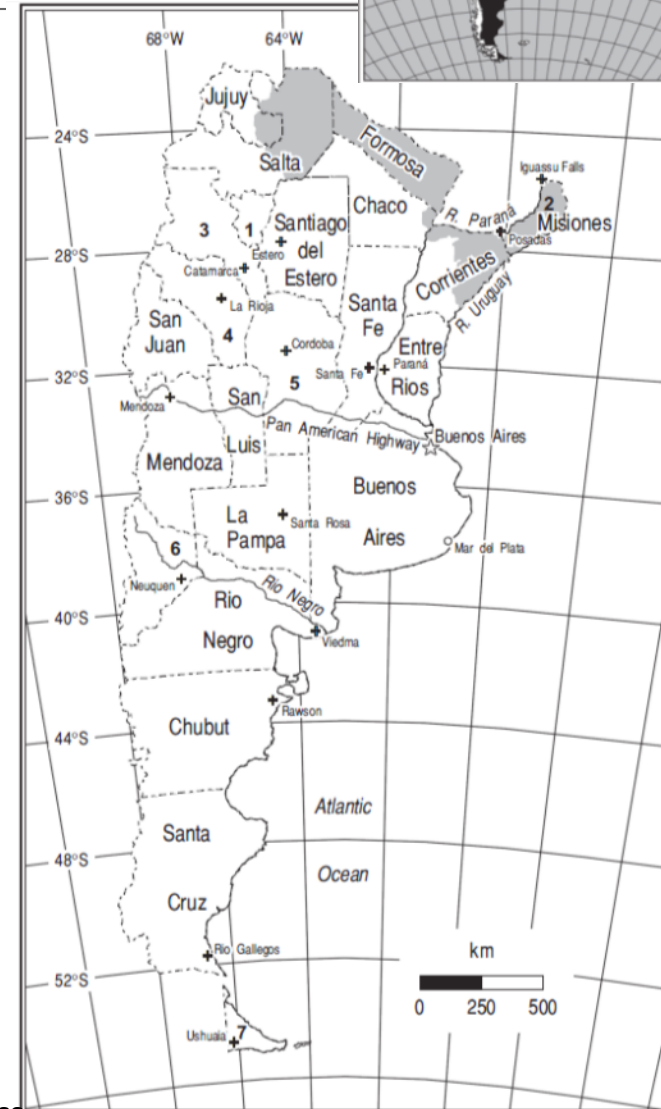 68°W
64°W
Jujuy
24°S
Formosa
Salta
Iguassu Falls
Chaco
2
R. Paraná
Misiones
3
1
Santiago
del
Estero
Estero
Posadas
28°S
Catamarca
Corrientes
R. Uruguay
La Rioja
San
Juan
4
Santa
Fe
Cordoba
Entre
Rios
Santa Fe
Paraná
32°S
5
San
Luis
Mendoza
Pan American Highway
Buenos Aires
Mendoza
Buenos
Aires
36°S
La
Pampa
Santa Rosa
Mar del Plata
6
Neuquen
Rio Negro
Rio
Negro
40°S
Viedma
Rawson
Chubut
44°S
Atlantic
Ocean
Santa
Cruz
48°S
Rio Gallegos
km
0 250 500
52°S
Ushuaia
7